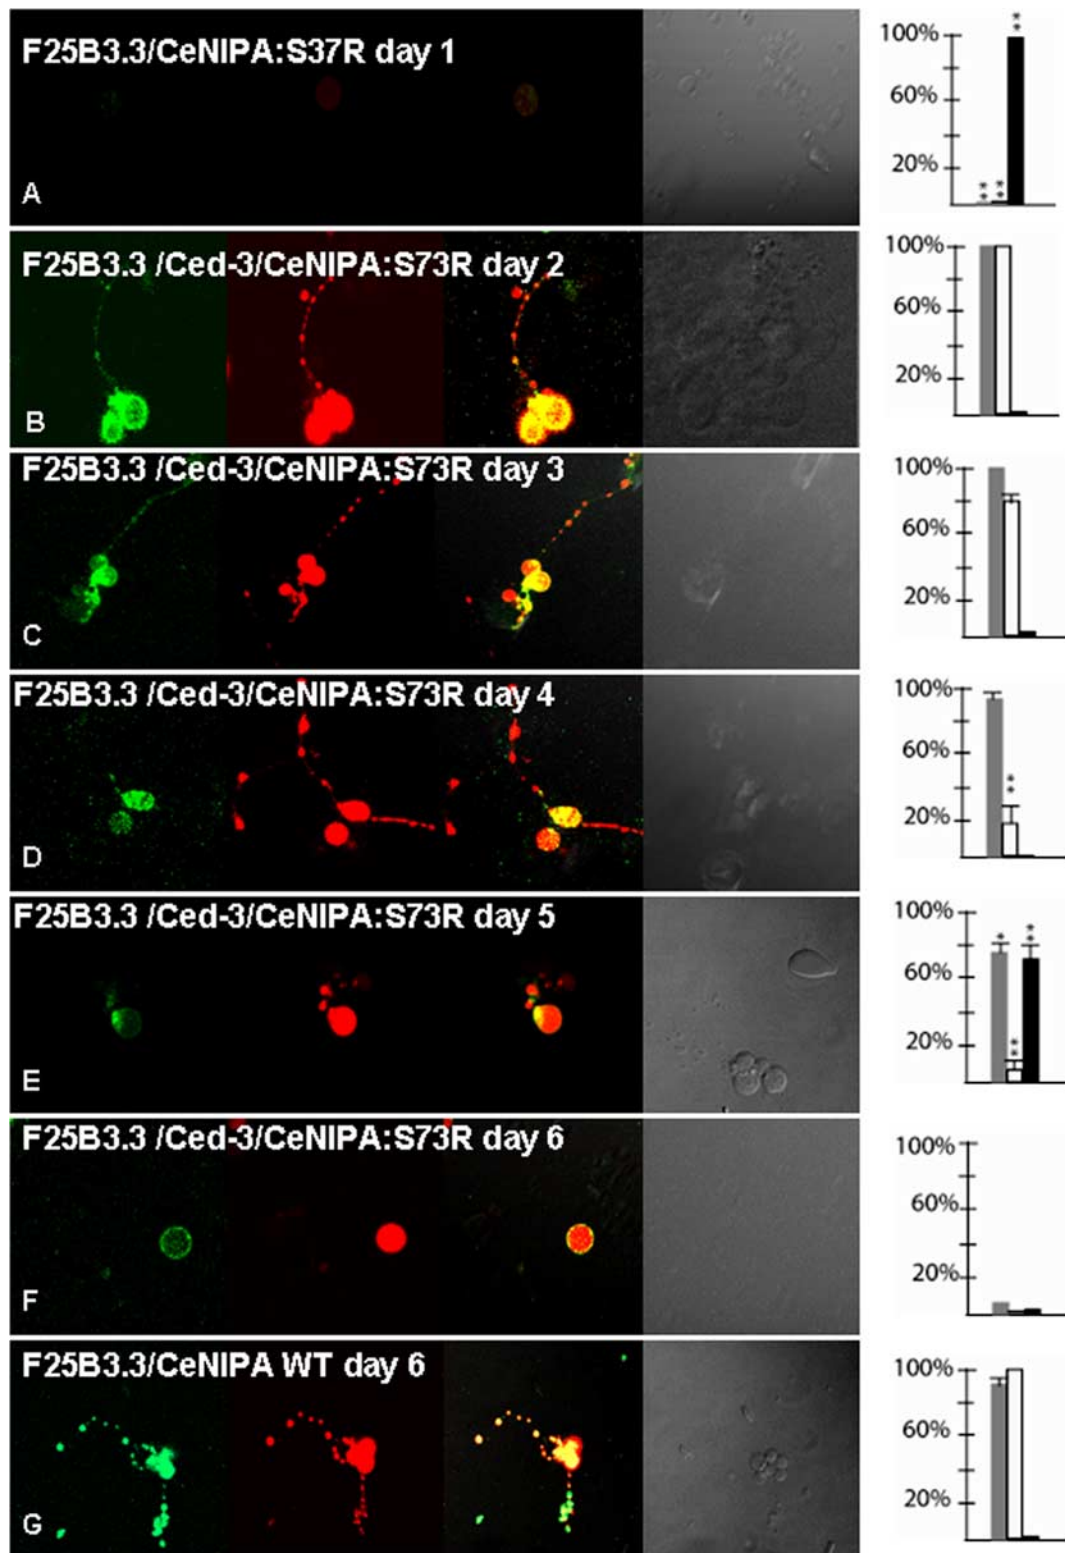 F25B3.3/CeNIPA:S37R day 1
A
100%
60%
20%
**
**
**
F25B3.3 /Ced-3/CeNIPA:S73R day 2
B
100%
60%
20%
F25B3.3 /Ced-3/CeNIPA:S73R day 3
C
100%
60%
20%
F25B3.3 /Ced-3/CeNIPA:S73R day 4
D
100%
60%
20%
**
F25B3.3 /Ced-3/CeNIPA:S73R day 5
E
100%
60%
20%
*
**
**
F25B3.3 /Ced-3/CeNIPA:S73R day 6
F
100%
60%
20%
F25B3.3/CeNIPA WT day 6
G
100%
60%
20%